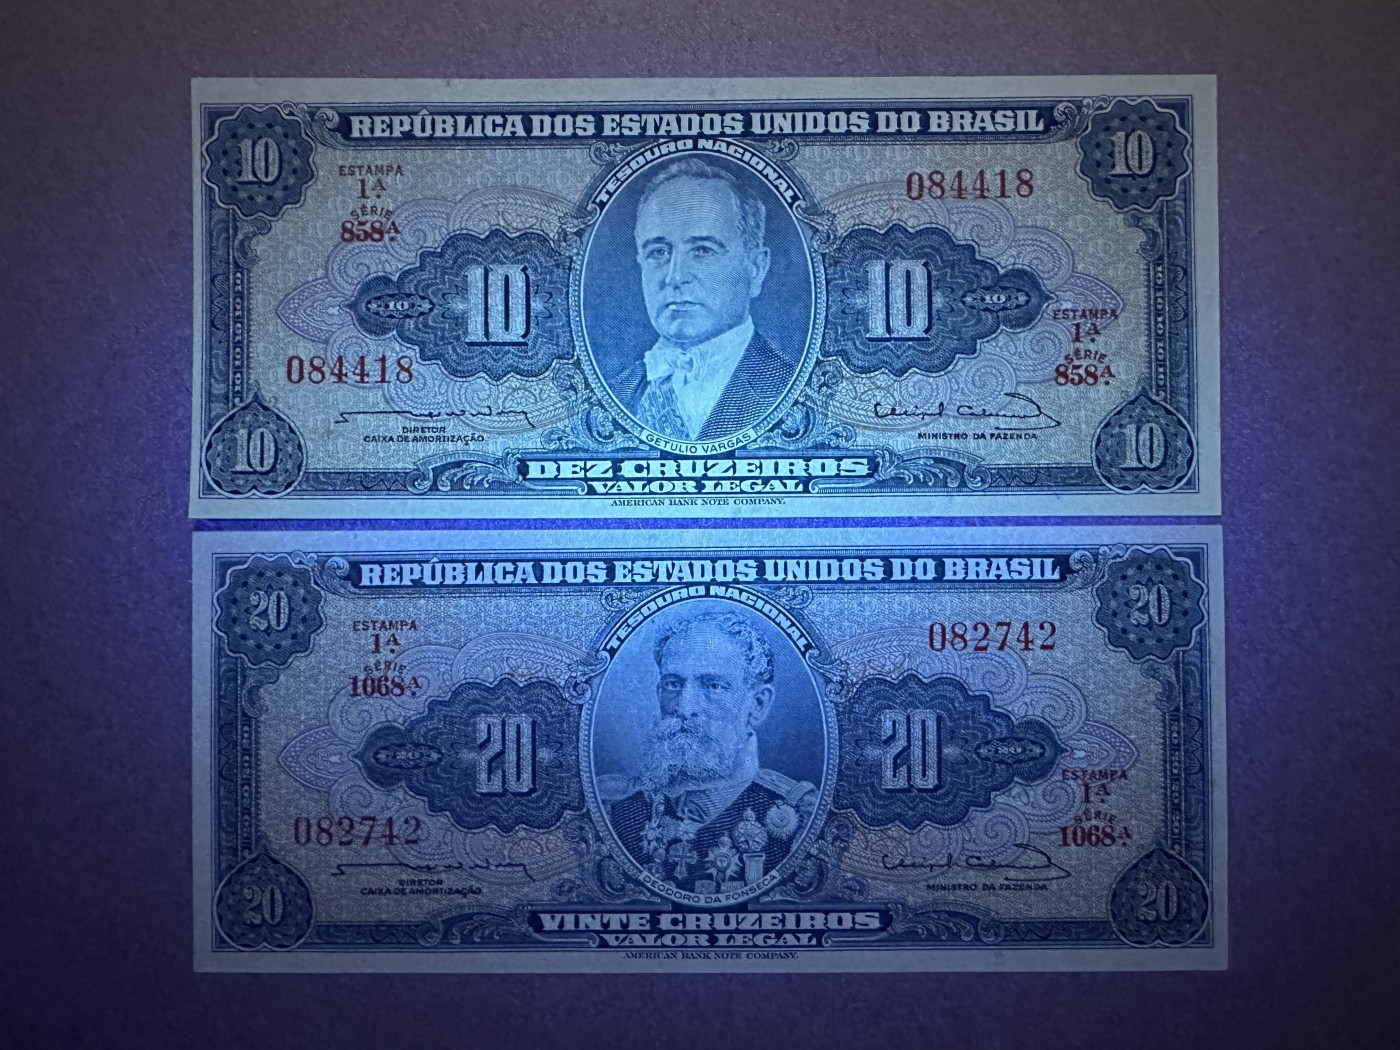 REPÚBLICA DOS ESTADOS UNIDOS DO BRASIL
TESOURO NACIONAL
10
10
ESTAMPA
1ª
SÉRIE
858ª
084418
10
10
10
10
ESTAMPA
1ª
SÉRIE
858ª
084418
DIRETOR
CAIXA DE AMORTIZAÇÃO
GETULIO VARGAS
MINISTRO DA FAZENDA
10
10
DEZ CRUZEIROS
VALOR LEGAL
AMERICAN BANK NOTE COMPANY.
REPÚBLICA DOS ESTADOS UNIDOS DO BRASIL
TESOURO NACIONAL
20
20
ESTAMPA
1ª
SÉRIE
1068ª
082742
20
20
20
20
ESTAMPA
1ª
SÉRIE
1068ª
082742
DIRETOR
CAIXA DE AMORTIZAÇÃO
DEODORO DA FONSECA
MINISTRO DA FAZENDA
20
20
VINTE CRUZEIROS
VALOR LEGAL
AMERICAN BANK NOTE COMPANY.